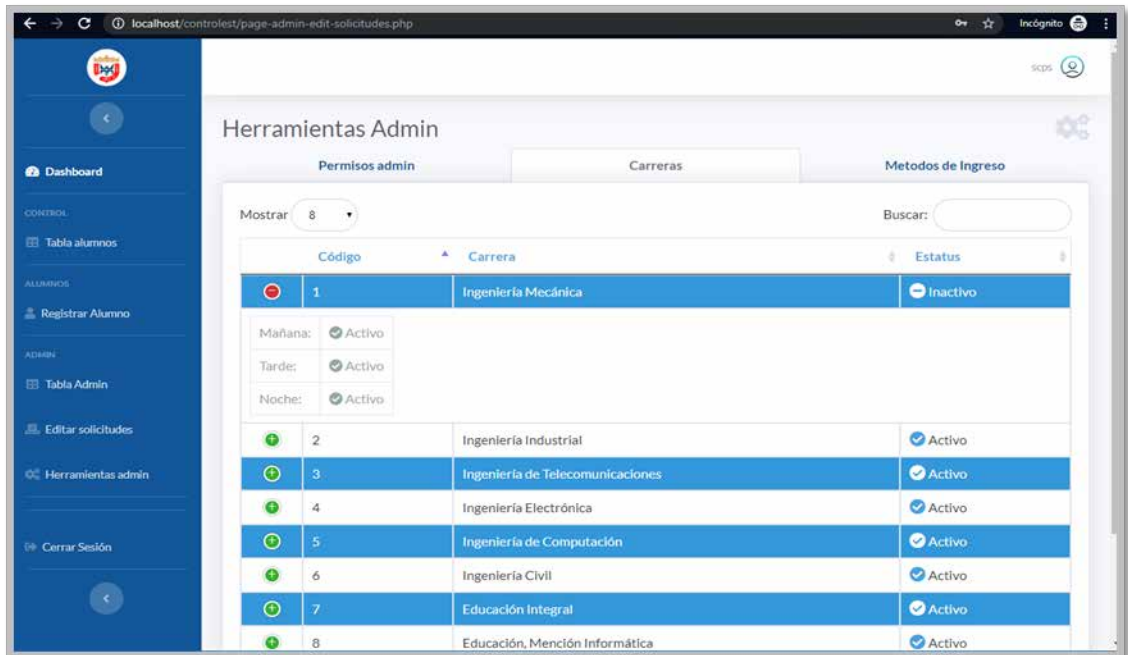 localhost/controlest/page-admin-edit-solicitudes.php
Incógnito
scps
Dashboard
CONTROL
Tabla alumnos
ALUMNOS
Registrar Alumno
ADMIN
Tabla Admin
Editar solicitudes
Herramientas admin
Cerrar Sesión
Herramientas Admin
Permisos admin Carreras Metodos de Ingreso
Mostrar 8 Buscar:
Código Carrera Estatus
1 Ingeniería Mecánica Inactivo
Mañana: Activo
Tarde: Activo
Noche: Activo
2 Ingeniería Industrial Activo
3 Ingeniería de Telecomunicaciones Activo
4 Ingeniería Electrónica Activo
5 Ingeniería de Computación Activo
6 Ingeniería Civil Activo
7 Educación Integral Activo
8 Educación, Mención Informática Activo